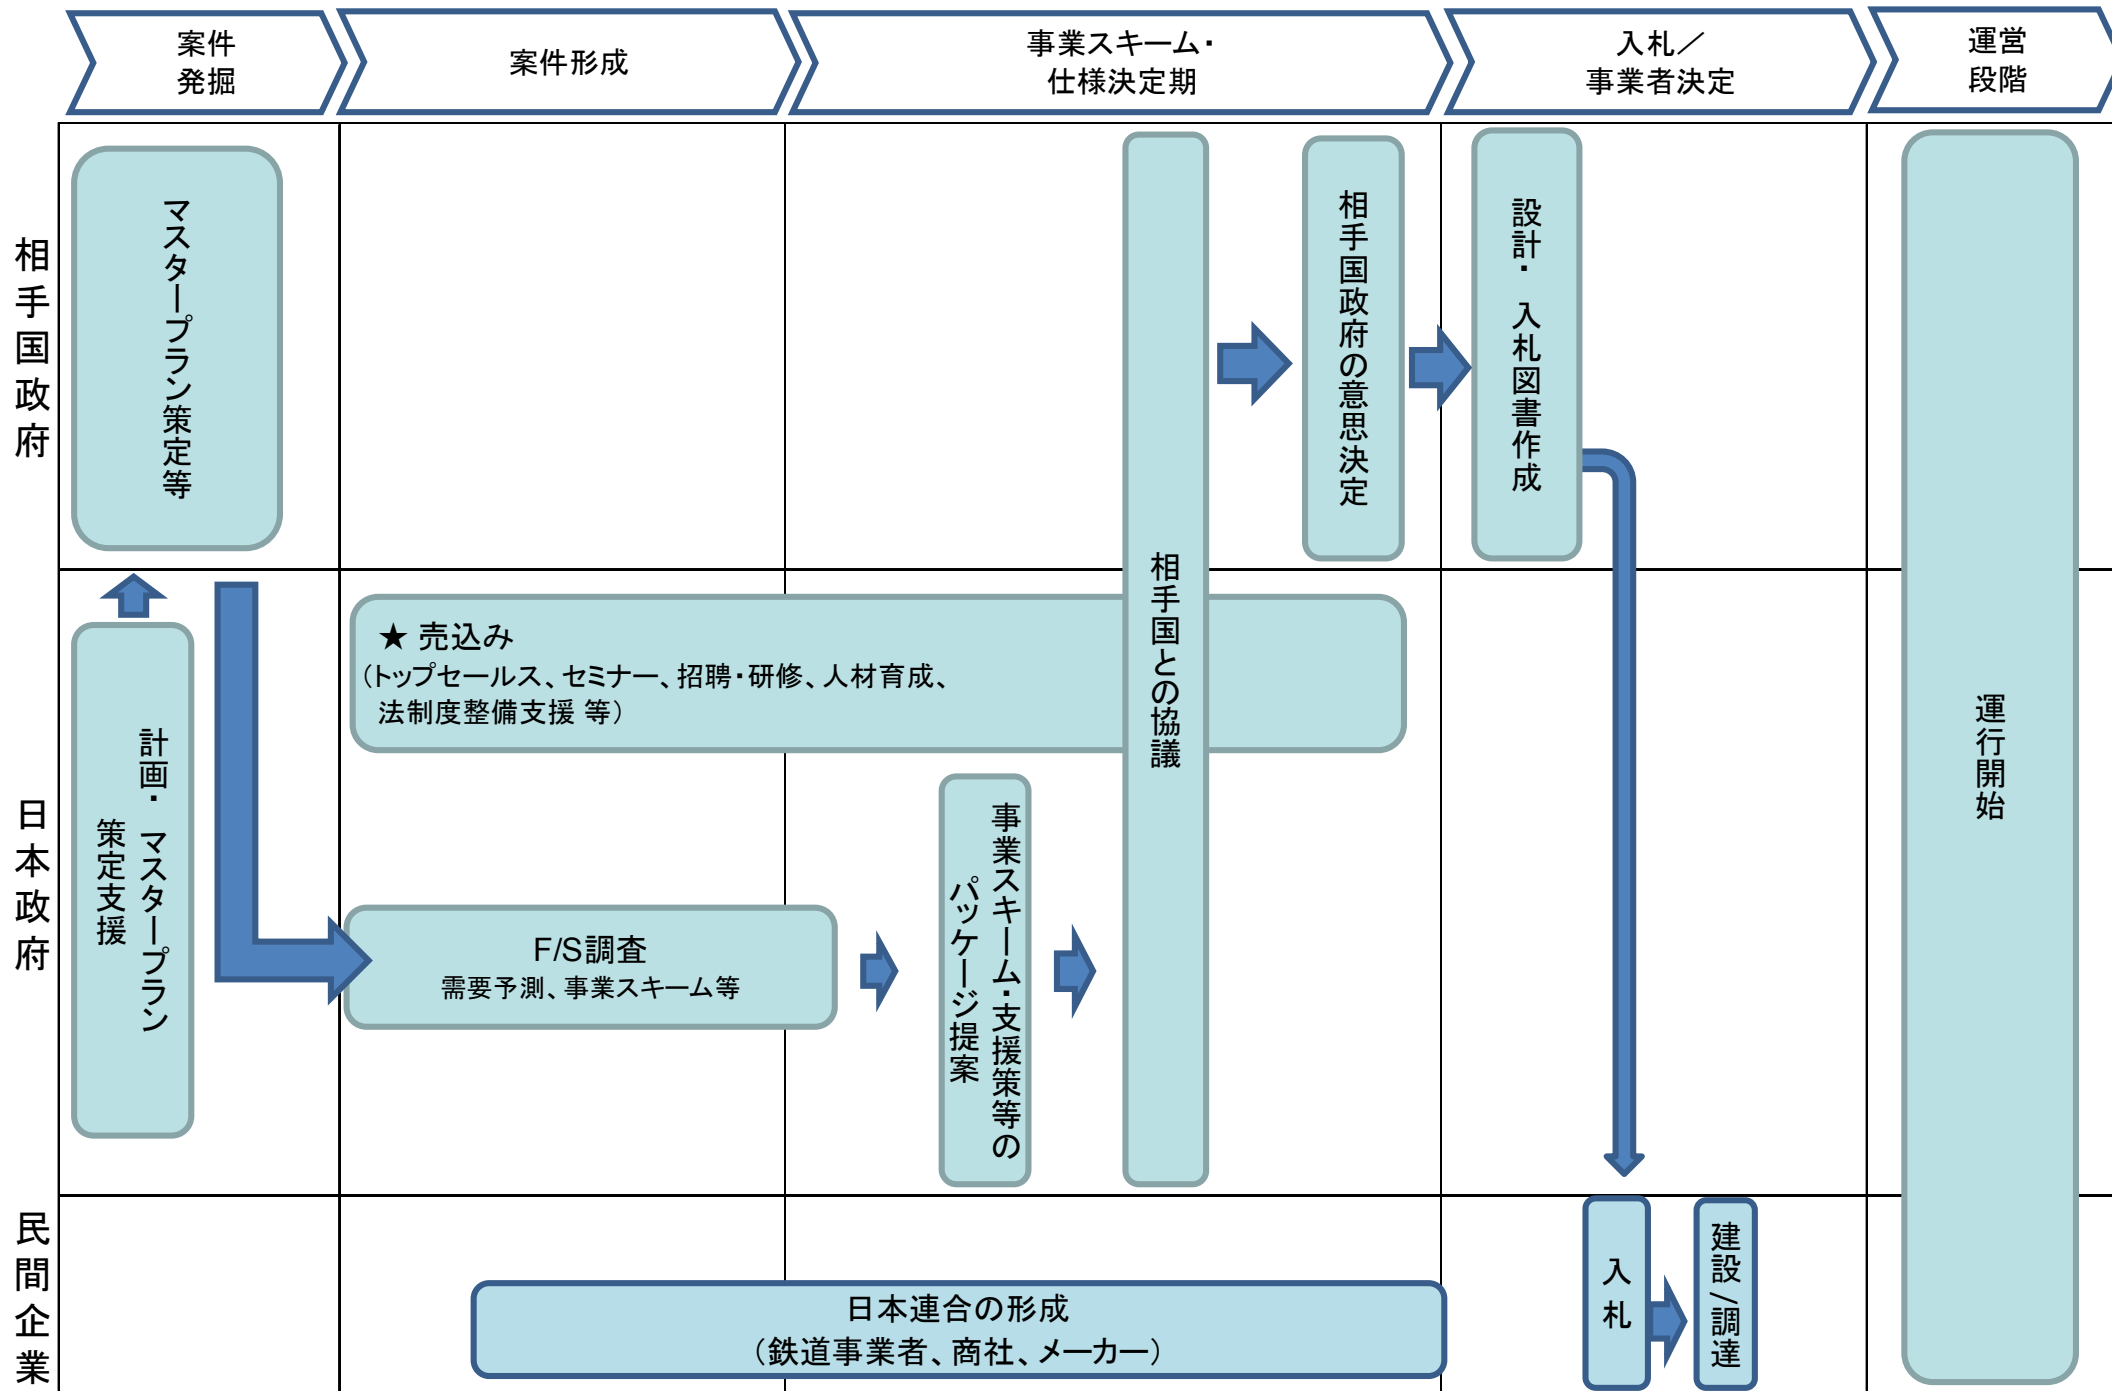 案件
発掘
案件形成
事業スキーム・
仕様決定期
入札／
事業者決定
運営
段階
相手国政府
マスタープラン策定等
相手国との協議
相手国政府の意思決定
設計・ 入札図書作成
運行開始
日本政府
計画・ マスタープラン
策定支援
★ 売込み
（トップセールス、セミナー、招聘・研修、人材育成、
法制度整備支援 等）
F/S調査
需要予測、事業スキーム等
事業スキーム・支援策等の
パッケージ提案
民間企業
日本連合の形成
（鉄道事業者、商社、メーカー）
入札
建設/調達